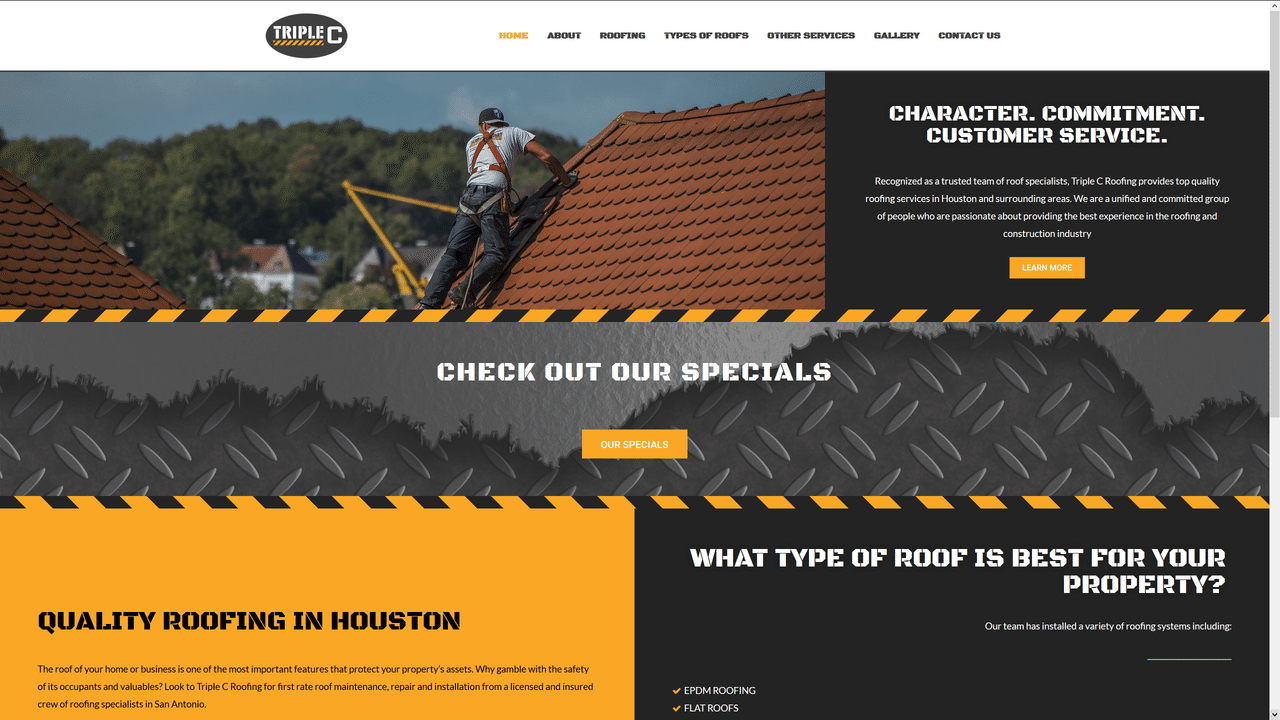 TRIPLE C
HOME ABOUT ROOFING TYPES OF ROOFS OTHER SERVICES GALLERY CONTACT US
CHARACTER. COMMITMENT.
CUSTOMER SERVICE.
Recognized as a trusted team of roof specialists, Triple C Roofing provides top quality
roofing services in Houston and surrounding areas. We are a unified and committed group
of people who are passionate about providing the best experience in the roofing and
construction industry
LEARN MORE
CHECK OUT OUR SPECIALS
OUR SPECIALS
QUALITY ROOFING IN HOUSTON
The roof of your home or business is one of the most important features that protect your property's assets. Why gamble with the safety
of its occupants and valuables? Look to Triple C Roofing for first rate roof maintenance, repair and installation from a licensed and insured
crew of roofing specialists in San Antonio.
WHAT TYPE OF ROOF IS BEST FOR YOUR
PROPERTY?
Our team has installed a variety of roofing systems including:
EPDM ROOFING
FLAT ROOFS